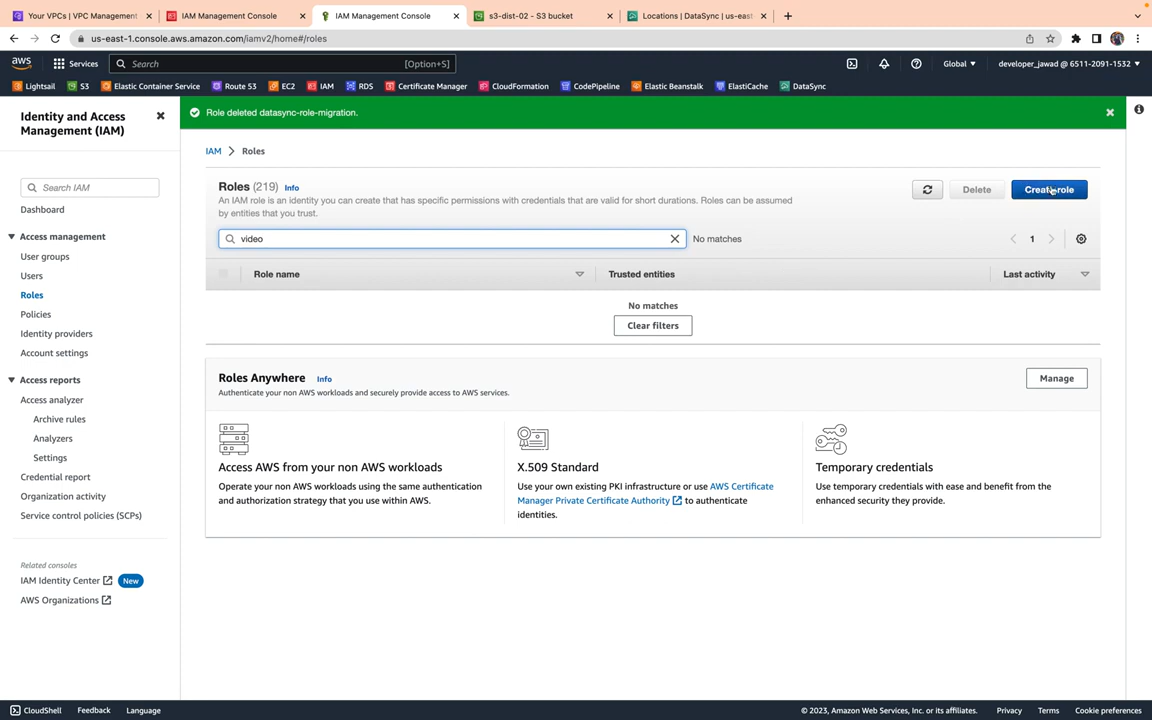 Your VPCs | VPC Management
IAM Management Console
IAM Management Console
s3-dist-02 - S3 bucket
Locations | DataSync | us-east
us-east-1.console.aws.amazon.com/iamv2/home#/roles
aws
Services
Search
[Option+S]
Global
developer_jawad @ 6511-2091-1532
Lightsail
S3
Elastic Container Service
Route 53
EC2
IAM
RDS
Certificate Manager
CloudFormation
CodePipeline
Elastic Beanstalk
ElastiCache
DataSync
Identity and Access
Management (IAM)
Search IAM
Dashboard
Access management
User groups
Users
Roles
Policies
Identity providers
Account settings
Access reports
Access analyzer
Archive rules
Analyzers
Settings
Credential report
Organization activity
Service control policies (SCPs)
Related consoles
IAM Identity Center
New
AWS Organizations
Role deleted datasync-role-migration.
IAM > Roles
Roles (219) Info
An IAM role is an identity you can create that has specific permissions with credentials that are valid for short durations. Roles can be assumed
by entities that you trust.
Delete
Create role
video
No matches
1
Role name
Trusted entities
Last activity
No matches
Clear filters
Roles Anywhere Info
Authenticate your non AWS workloads and securely provide access to AWS services.
Manage
Access AWS from your non AWS workloads
Operate your non AWS workloads using the same authentication
and authorization strategy that you use within AWS.
X.509 Standard
Use your own existing PKI infrastructure or use AWS Certificate
Manager Private Certificate Authority to authenticate
identities.
Temporary credentials
Use temporary credentials with ease and benefit from the
enhanced security they provide.
CloudShell
Feedback
Language
© 2023, Amazon Web Services, Inc. or its affiliates.
Privacy
Terms
Cookie preferences